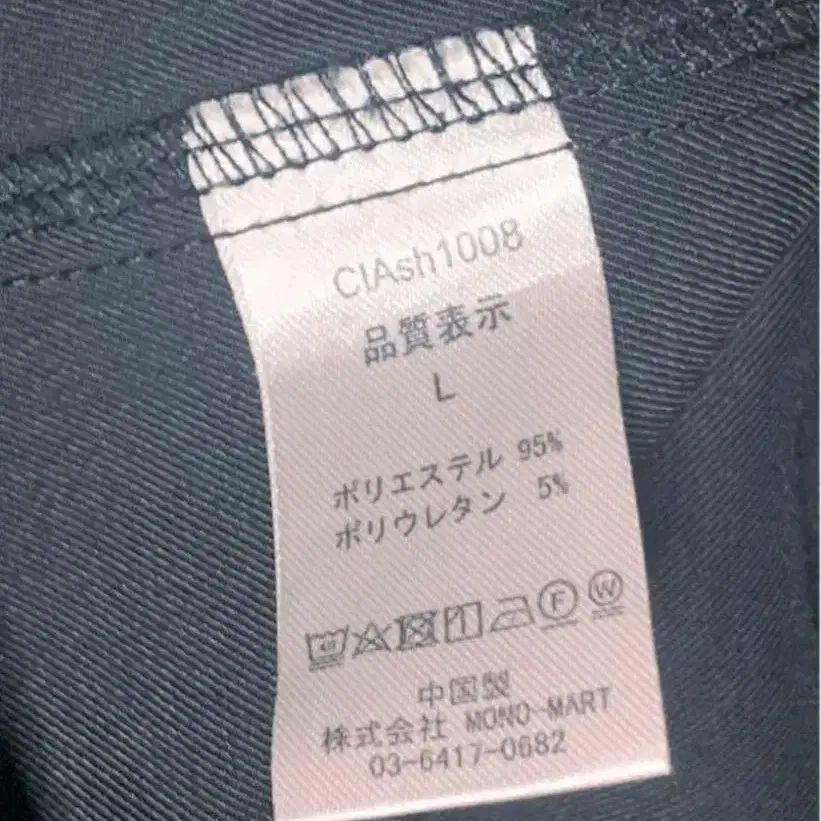 ClAsh1008
品質表示
L
ポリエステル 95%
ポリウレタン 5%
40 F W
中国製
株式会社 MONO-MART
03-6417-0682